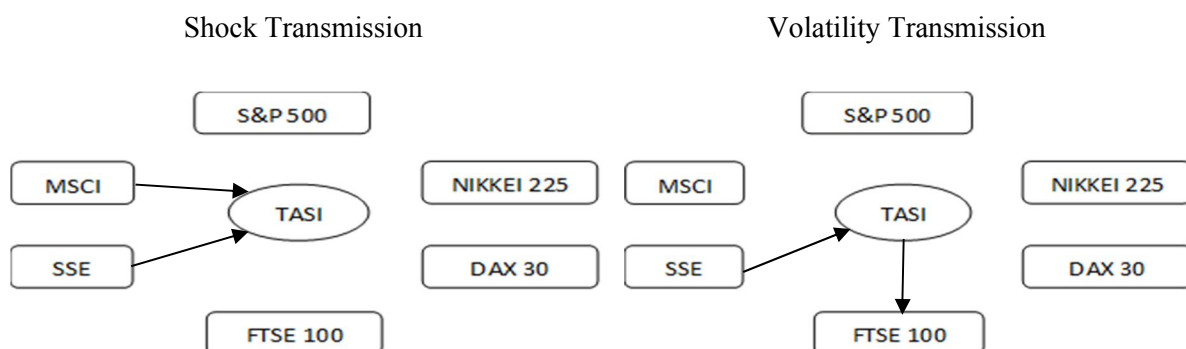 Shock Transmission
Volatility Transmission
S&P 500
MSCI
NIKKEI 225
TASI
SSE
DAX 30
FTSE 100
S&P 500
MSCI
NIKKEI 225
TASI
SSE
DAX 30
FTSE 100